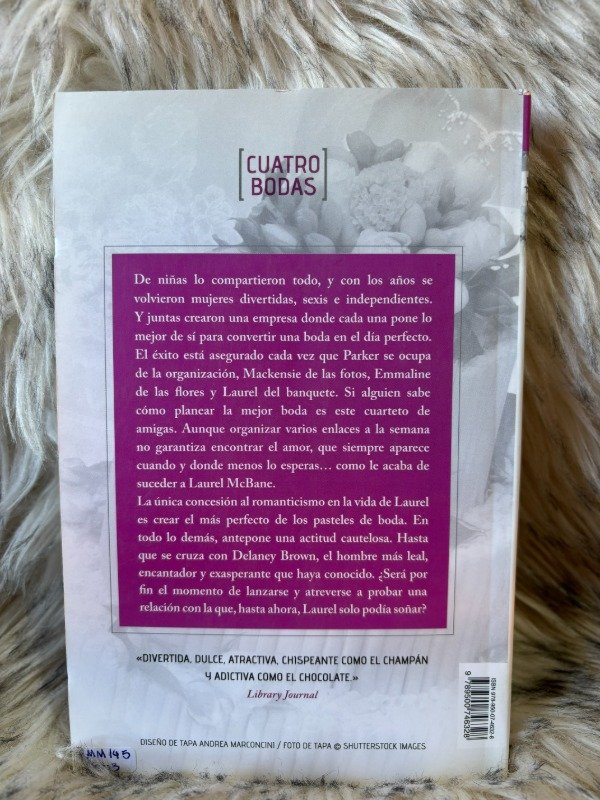 CUATRO
BODAS
De niñas lo compartieron todo, y con los años se
volvieron mujeres divertidas, sexis e independientes.
Y juntas crearon una empresa donde cada una pone lo
mejor de sí para convertir una boda en el día perfecto.
El éxito está asegurado cada vez que Parker se ocupa
de la organización, Mackensie de las fotos, Emmaline
de las flores y Laurel del banquete. Si alguien sabe
cómo planear la mejor boda es este cuarteto de
amigas. Aunque organizar varios enlaces a la semana
no garantiza encontrar el amor, que siempre aparece
cuando y donde menos lo esperas… como le acaba de
suceder a Laurel McBane.
La única concesión al romanticismo en la vida de Laurel
es crear el más perfecto de los pasteles de boda. En
todo lo demás, antepone una actitud cautelosa. Hasta
que se cruza con Delaney Brown, el hombre más leal,
encantador y exasperante que haya conocido. ¿Será por
fin el momento de lanzarse y atreverse a probar una
relación con la que, hasta ahora, Laurel solo podía soñar?
«DIVERTIDA, DULCE, ATRACTIVA, CHISPEANTE COMO EL CHAMPÁN
Y ADICTIVA COMO EL CHOCOLATE.»
Library Journal
ISBN 978-950-07-4632-8
9789500746328
DISEÑO DE TAPA ANDREA MARCONCINI / FOTO DE TAPA © SHUTTERSTOCK IMAGES
MM/45